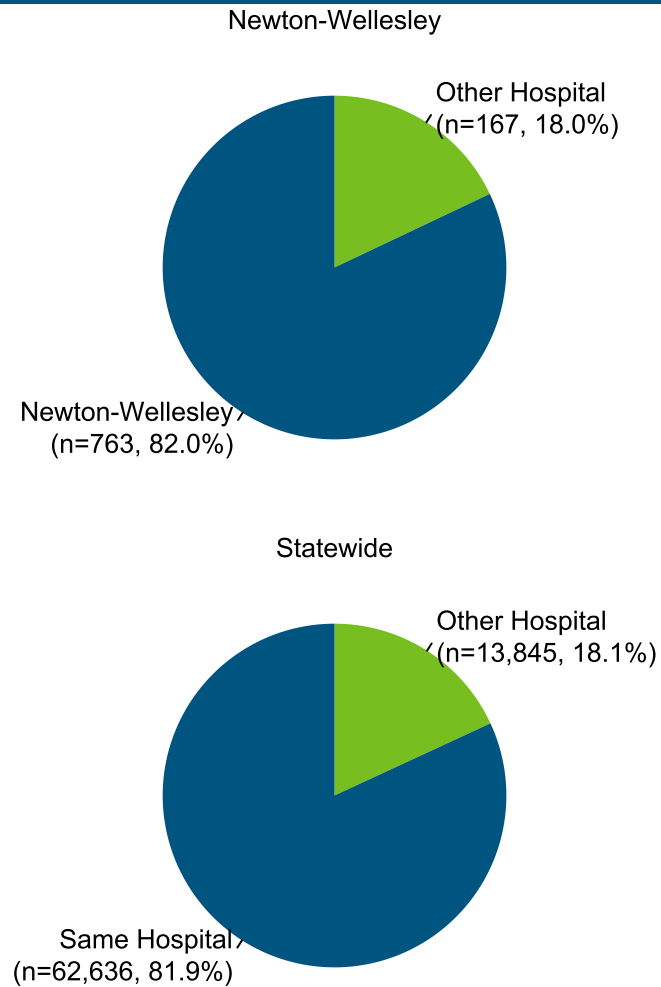 Newton-Wellesley
Other Hospital
(n=167, 18.0%)
Newton-Wellesley
(n=763, 82.0%)
Statewide
Other Hospital
(n=13,845, 18.1%)
Same Hospital
(n=62,636, 81.9%)